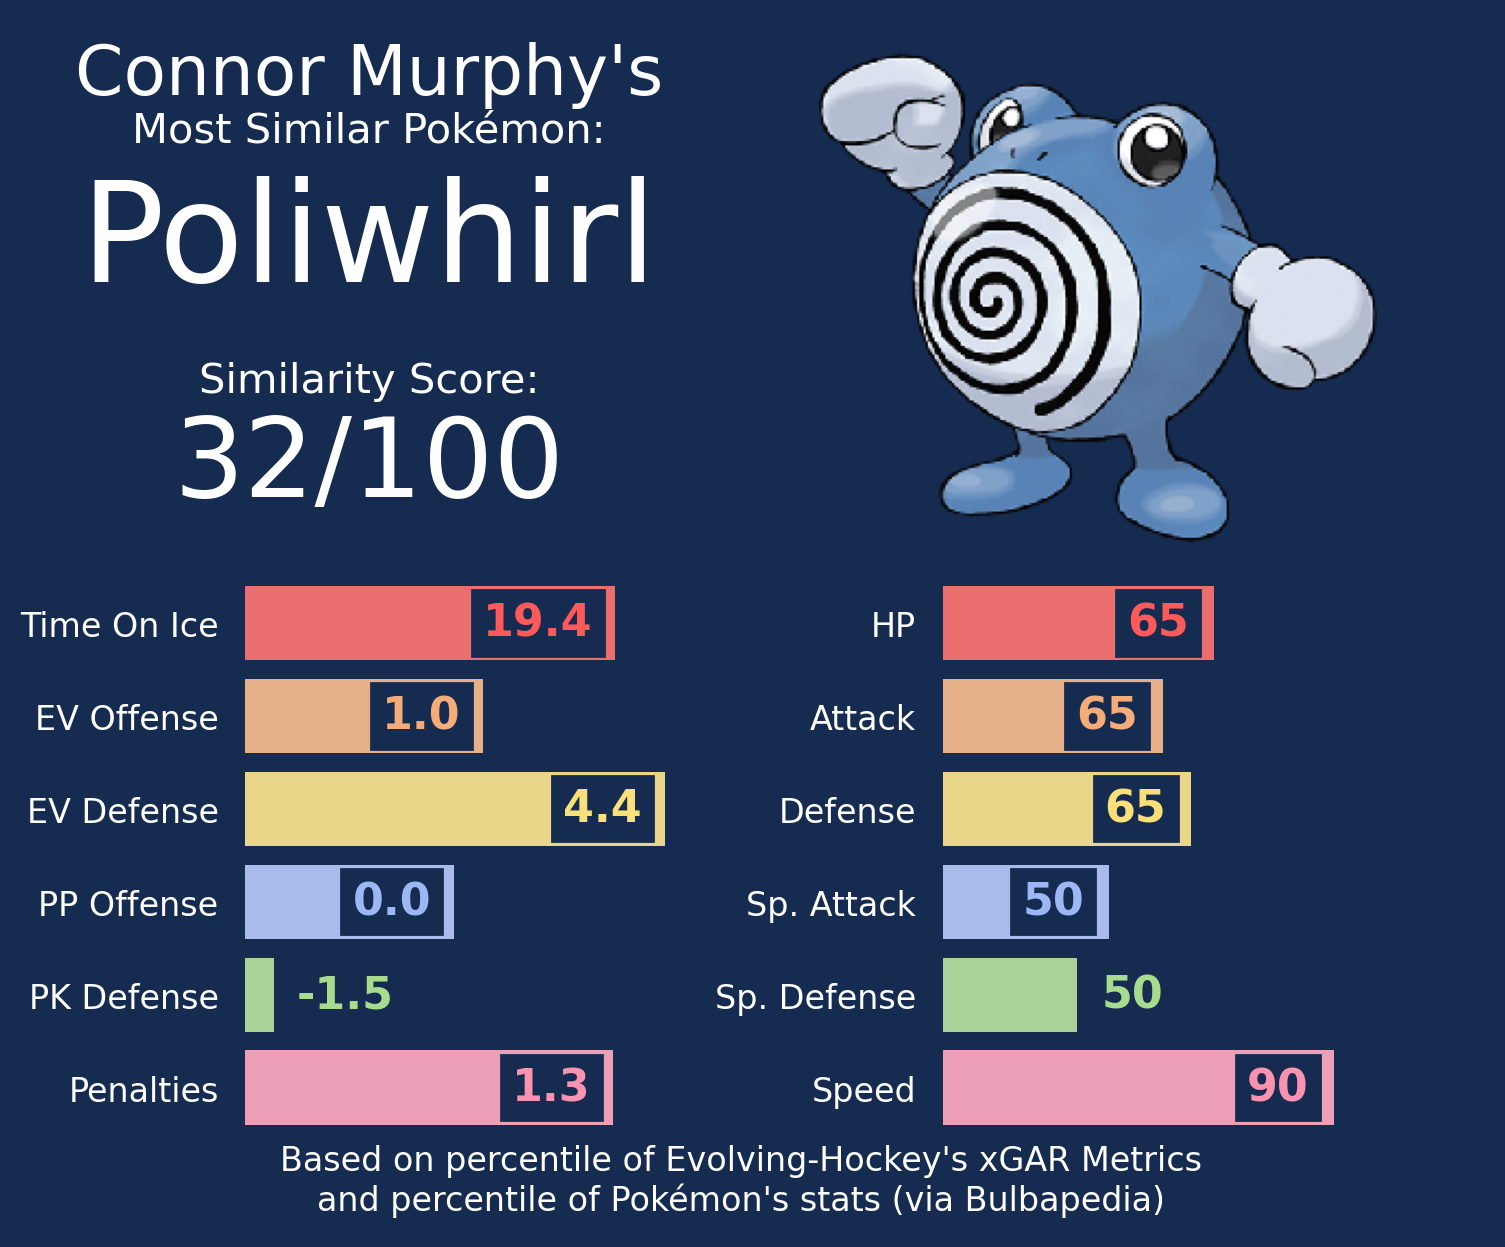 Connor Murphy's
Most Similar Pokémon:
Poliwhirl
Similarity Score:
32/100
Time On Ice 19.4
EV Offense 1.0
EV Defense 4.4
PP Offense 0.0
PK Defense -1.5
Penalties 1.3
HP 65
Attack 65
Defense 65
Sp. Attack 50
Sp. Defense 50
Speed 90
Based on percentile of Evolving-Hockey's xGAR Metrics
and percentile of Pokémon's stats (via Bulbapedia)